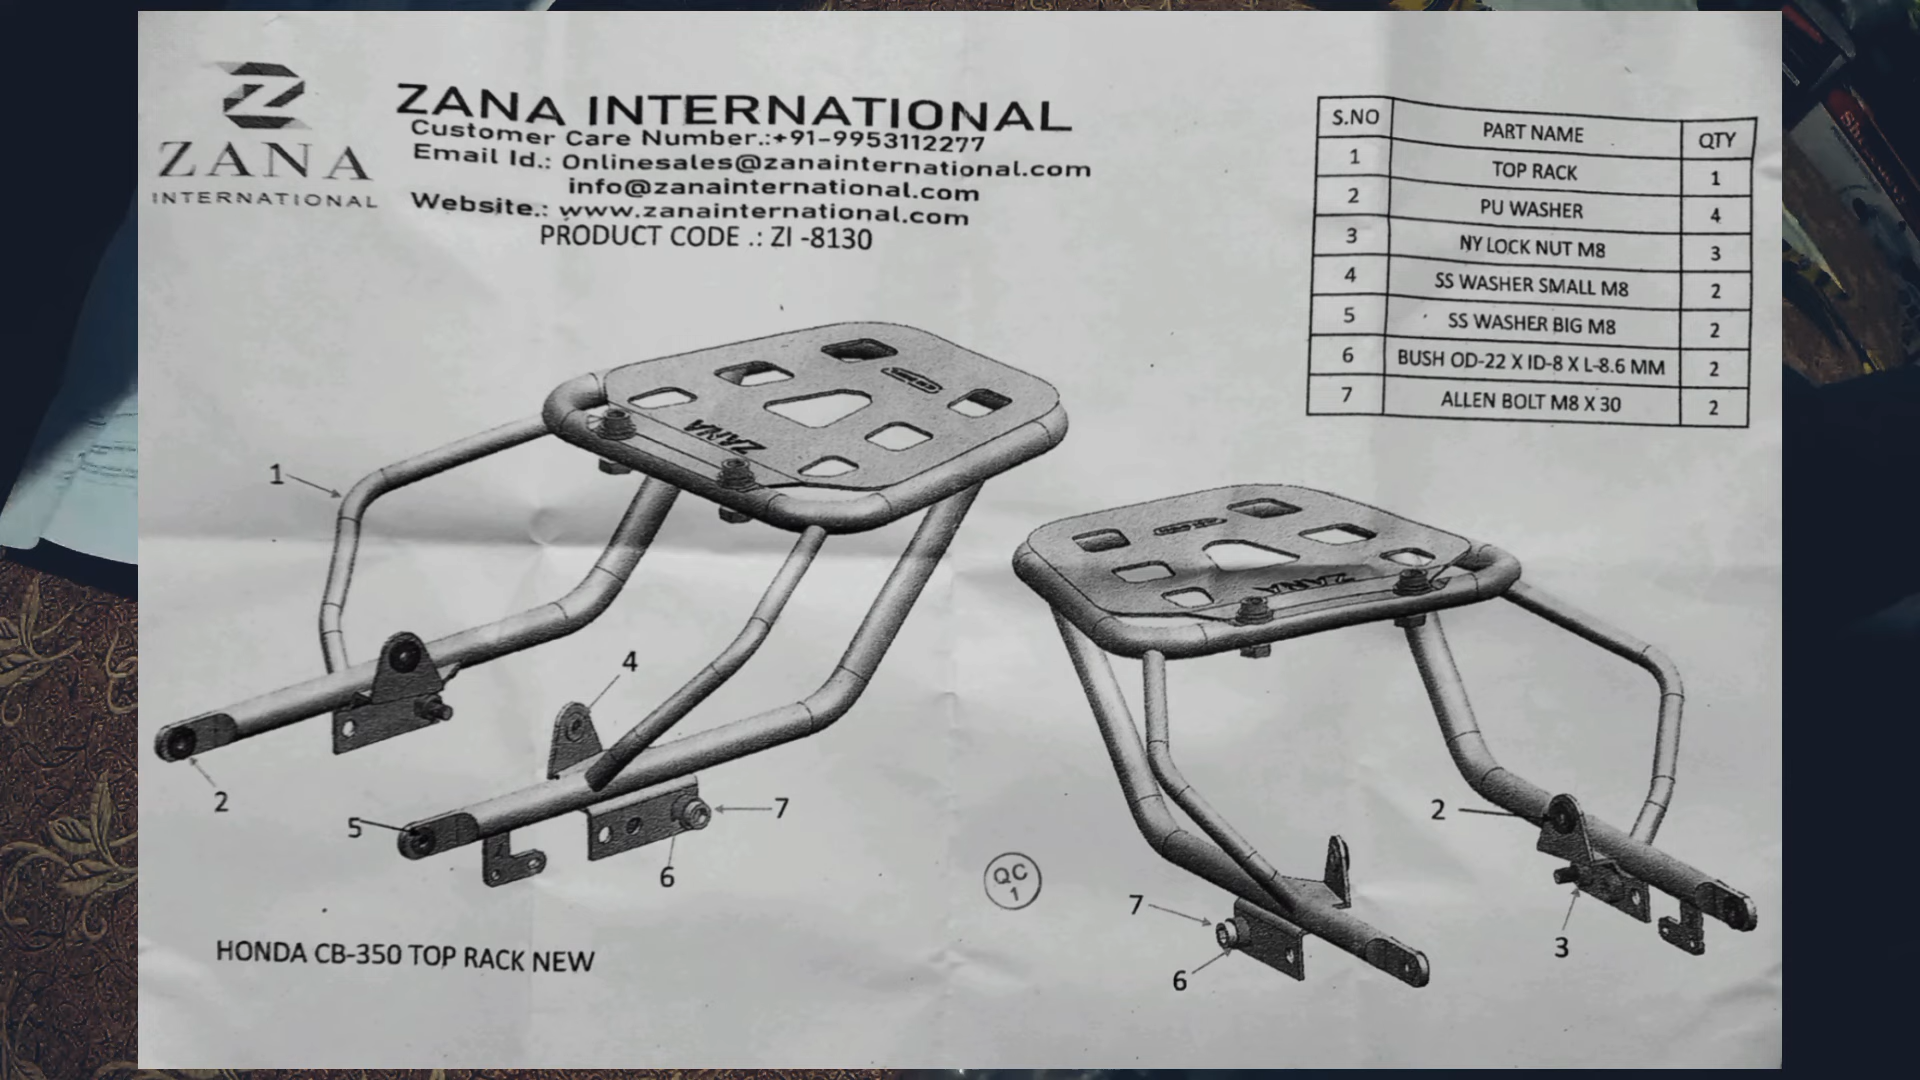 ZANA
INTERNATIONAL
ZANA INTERNATIONAL
Customer Care Number.:+91-9953112277
Email Id.: Onlinesales@zanainternational.com
info@zanainternational.com
Website.: www.zanainternational.com
PRODUCT CODE .: ZI -8130
S.NO PART NAME QTY
1 TOP RACK 1
2 PU WASHER 4
3 NY LOCK NUT M8 3
4 SS WASHER SMALL M8 2
5 SS WASHER BIG M8 2
6 BUSH OD-22 X ID-8 X L-8.6 MM 2
7 ALLEN BOLT M8 X 30 2
ZANA
1
4
2
5
7
6
ZANA
2
7
6
3
QC
1
HONDA CB-350 TOP RACK NEW